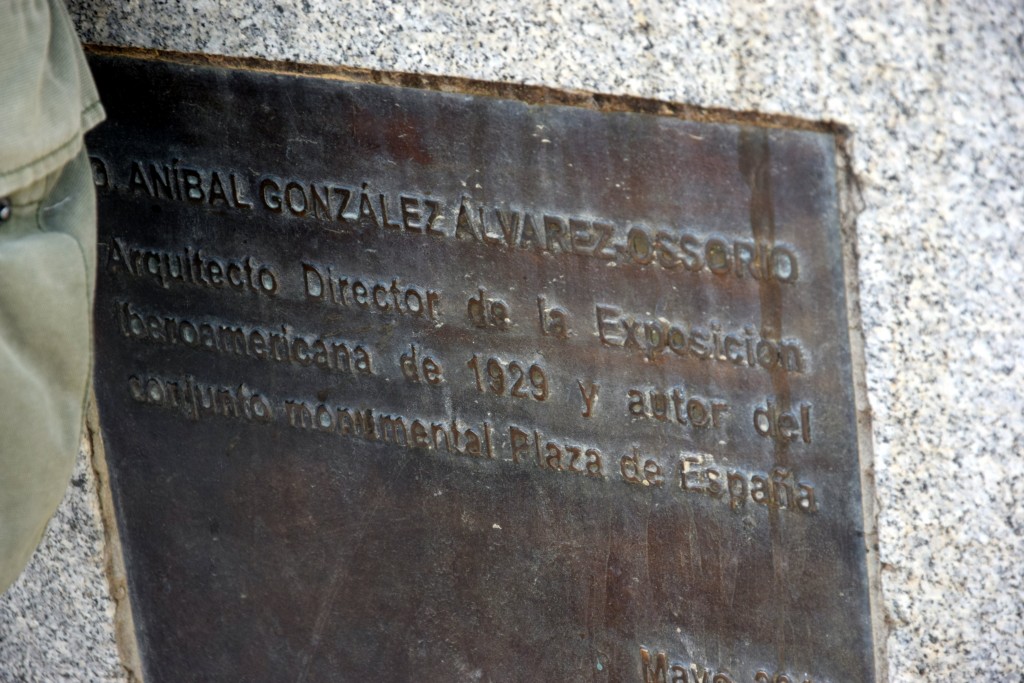 D. ANÍBAL GONZÁLEZ ÁLVAREZ-OSSORIO
Arquitecto Director de la Exposición
Iberoamericana de 1929 y autor del
conjunto monumental Plaza de España
Mayo